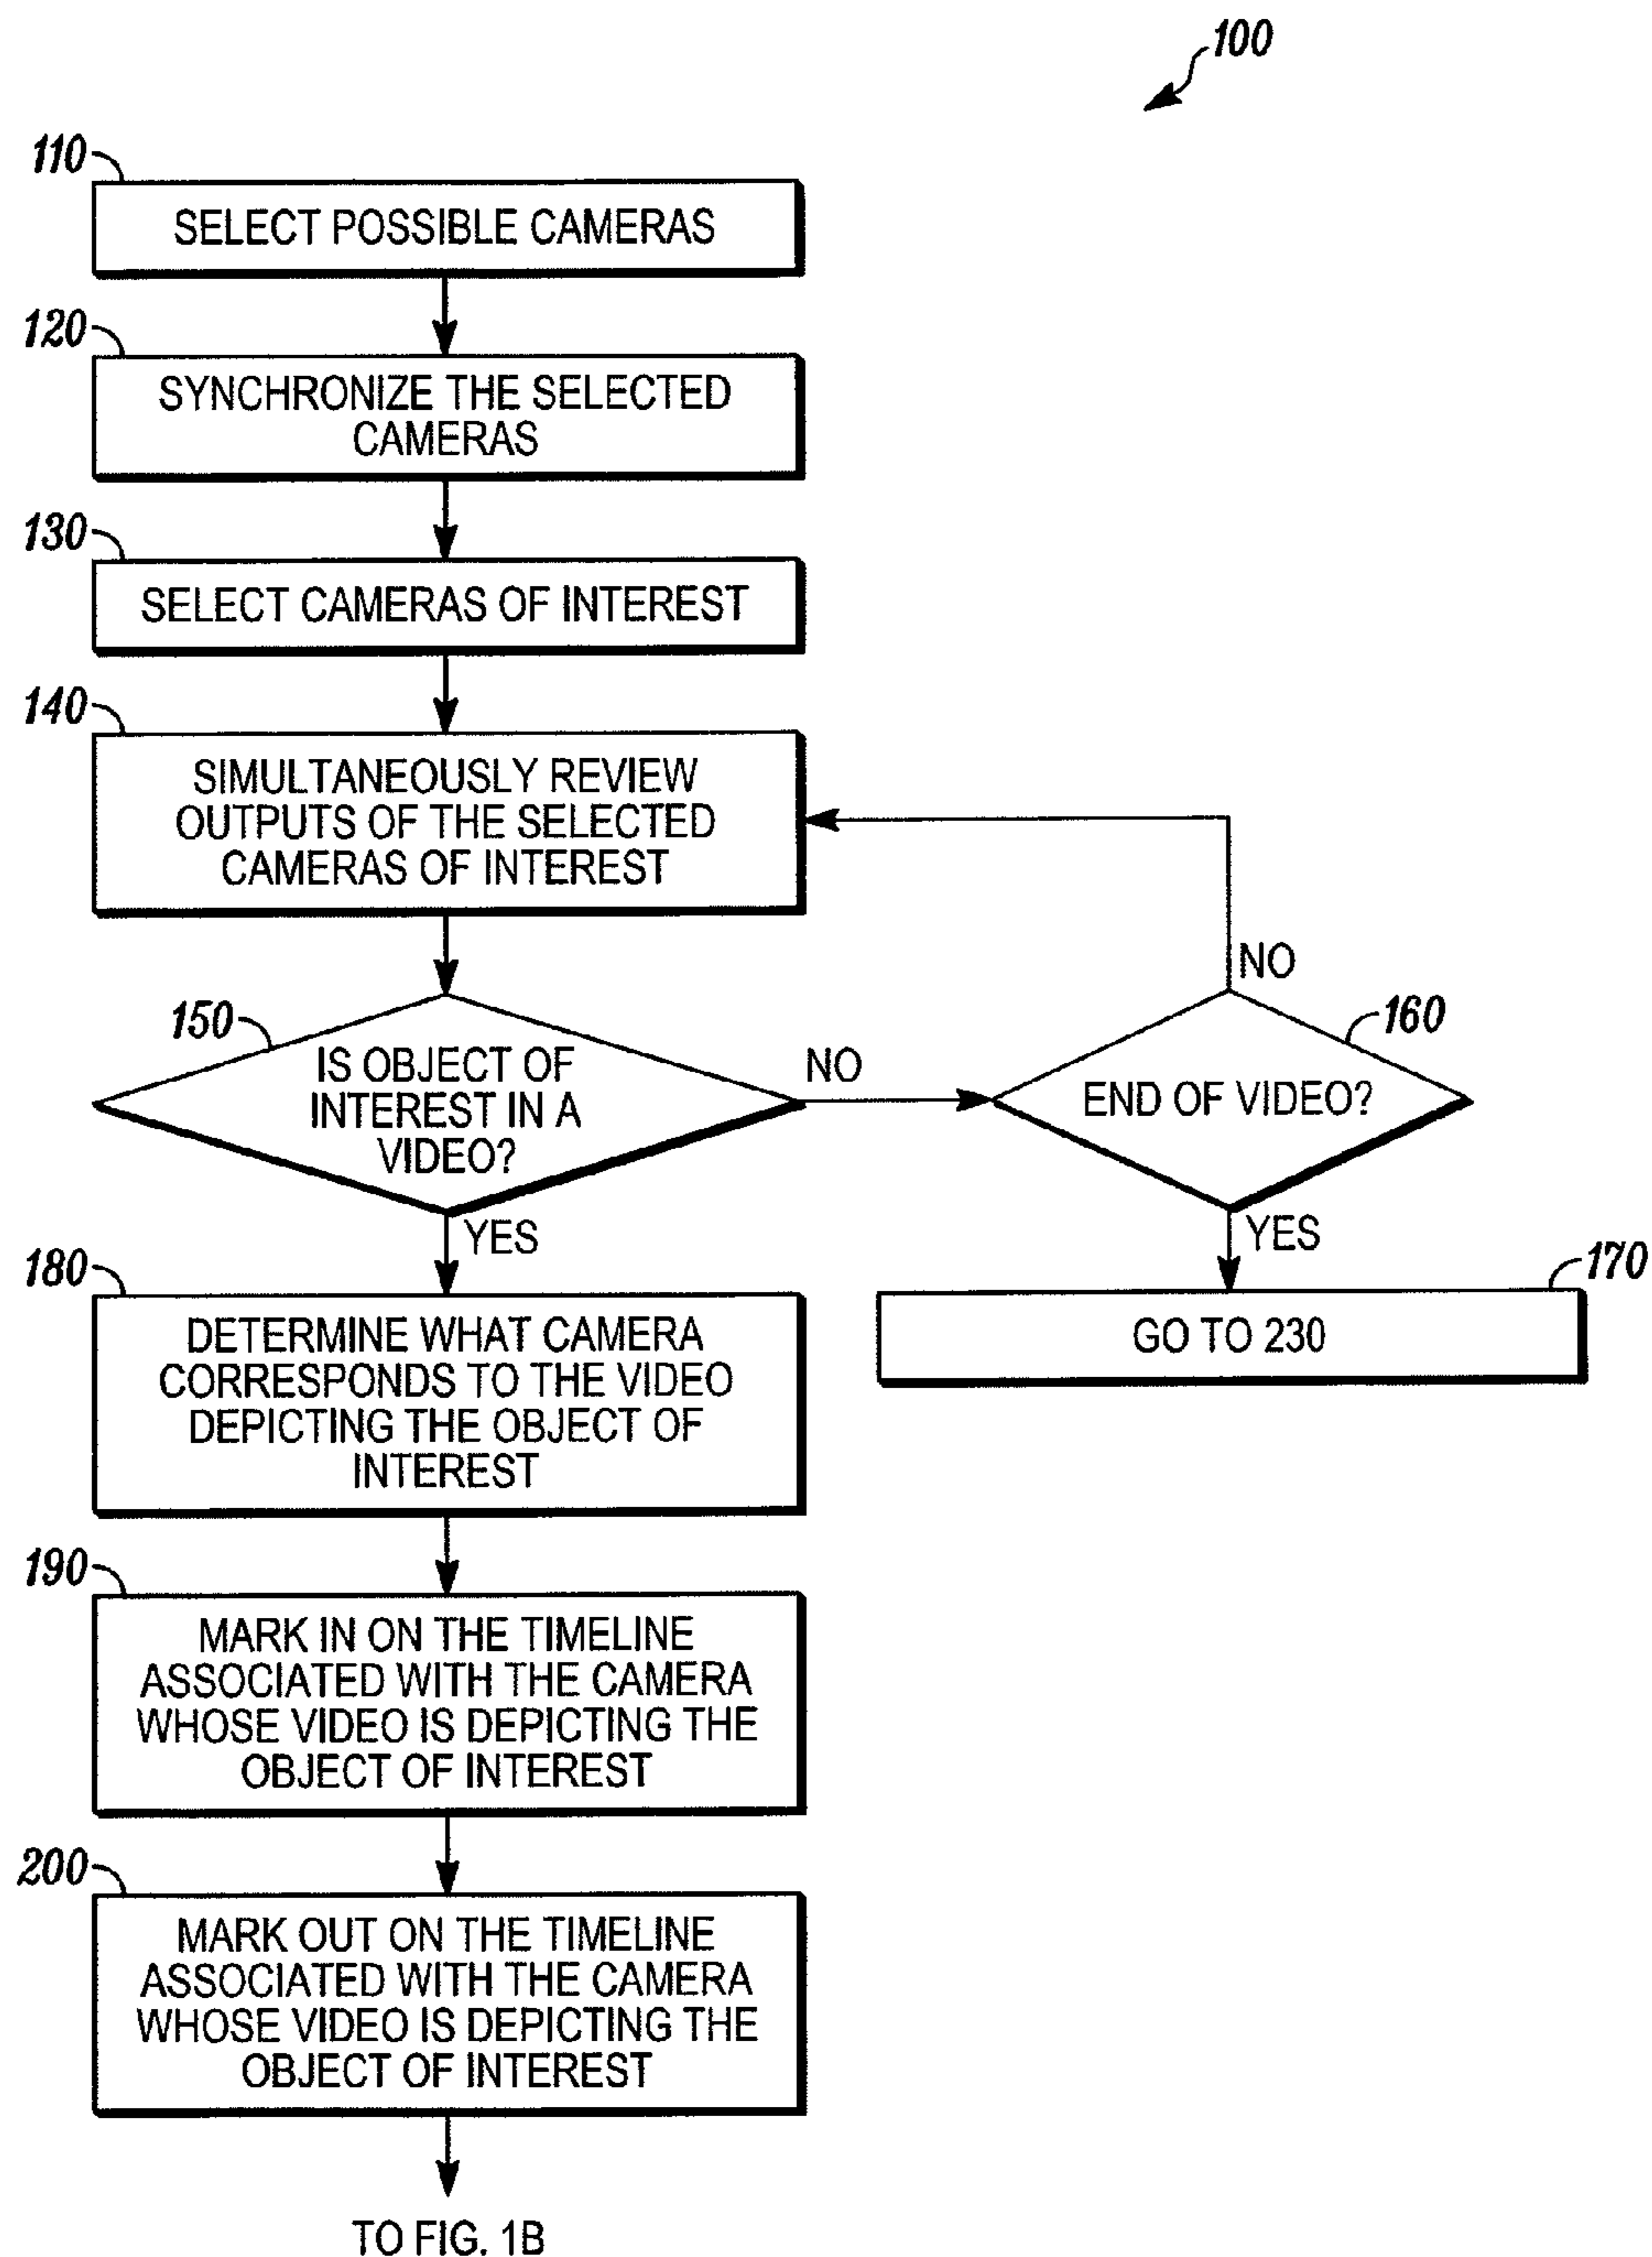 100
110
SELECT POSSIBLE CAMERAS
120
SYNCHRONIZE THE SELECTED
CAMERAS
130
SELECT CAMERAS OF INTEREST
140
SIMULTANEOUSLY REVIEW
OUTPUTS OF THE SELECTED
CAMERAS OF INTEREST
150
IS OBJECT OF
INTEREST IN A
VIDEO?
NO
160
END OF VIDEO?
NO
YES
170
GO TO 230
YES
180
DETERMINE WHAT CAMERA
CORRESPONDS TO THE VIDEO
DEPICTING THE OBJECT OF
INTEREST
190
MARK IN ON THE TIMELINE
ASSOCIATED WITH THE CAMERA
WHOSE VIDEO IS DEPICTING THE
OBJECT OF INTEREST
200
MARK OUT ON THE TIMELINE
ASSOCIATED WITH THE CAMERA
WHOSE VIDEO IS DEPICTING THE
OBJECT OF INTEREST
TO FIG. 1B